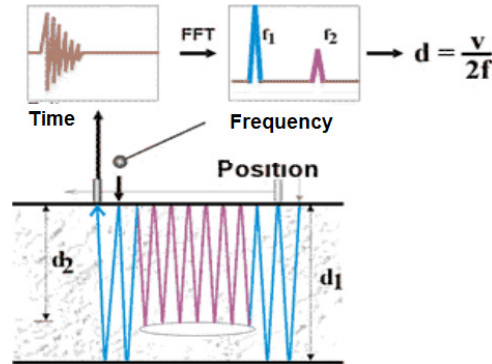 FFT
f₁
f₂
d = v/2f
Time
Frequency
Position
d₂
d₁